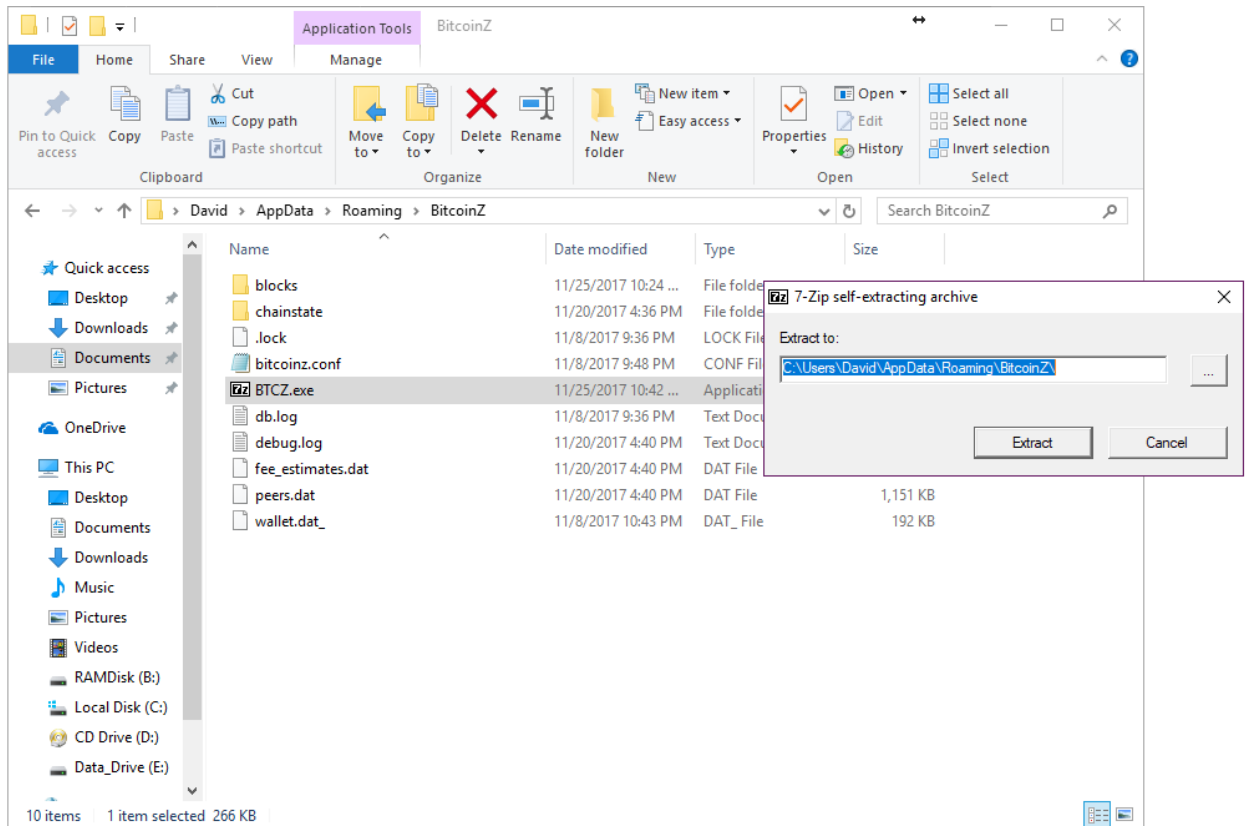 Application Tools BitcoinZ
File Home Share View Manage
Pin to Quick access
Copy
Paste
Cut
Copy path
Paste shortcut
Clipboard
Move to
Copy to
Delete
Rename
Organize
New folder
New item
Easy access
New
Properties
Open
Edit
History
Open
Select all
Select none
Invert selection
Select
David > AppData > Roaming > BitcoinZ
Search BitcoinZ
Quick access
Desktop
Downloads
Documents
Pictures
OneDrive
This PC
Desktop
Documents
Downloads
Music
Pictures
Videos
RAMDisk (B:)
Local Disk (C:)
CD Drive (D:)
Data_Drive (E:)
Name Date modified Type Size
blocks 11/25/2017 10:24 ... File folde
chainstate 11/20/2017 4:36 PM File folde
.lock 11/8/2017 9:36 PM LOCK File
bitcoinz.conf 11/8/2017 9:48 PM CONF Fil
7z BTCZ.exe 11/25/2017 10:42 ... Applicati
db.log 11/8/2017 9:36 PM Text Docu
debug.log 11/20/2017 4:40 PM Text Docu
fee_estimates.dat 11/20/2017 4:40 PM DAT File
peers.dat 11/20/2017 4:40 PM DAT File 1,151 KB
wallet.dat_ 11/8/2017 10:43 PM DAT_ File 192 KB
7z 7-Zip self-extracting archive
Extract to:
C:\Users\David\AppData\Roaming\BitcoinZ\
...
Extract Cancel
10 items 1 item selected 266 KB